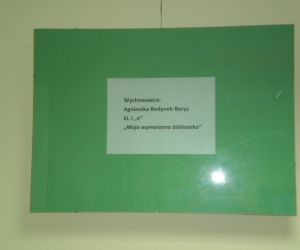 Wychowawca:
Agnieszka Bedynek-Borys
kl. I „e”
„Moja wymarzona biblioteka”